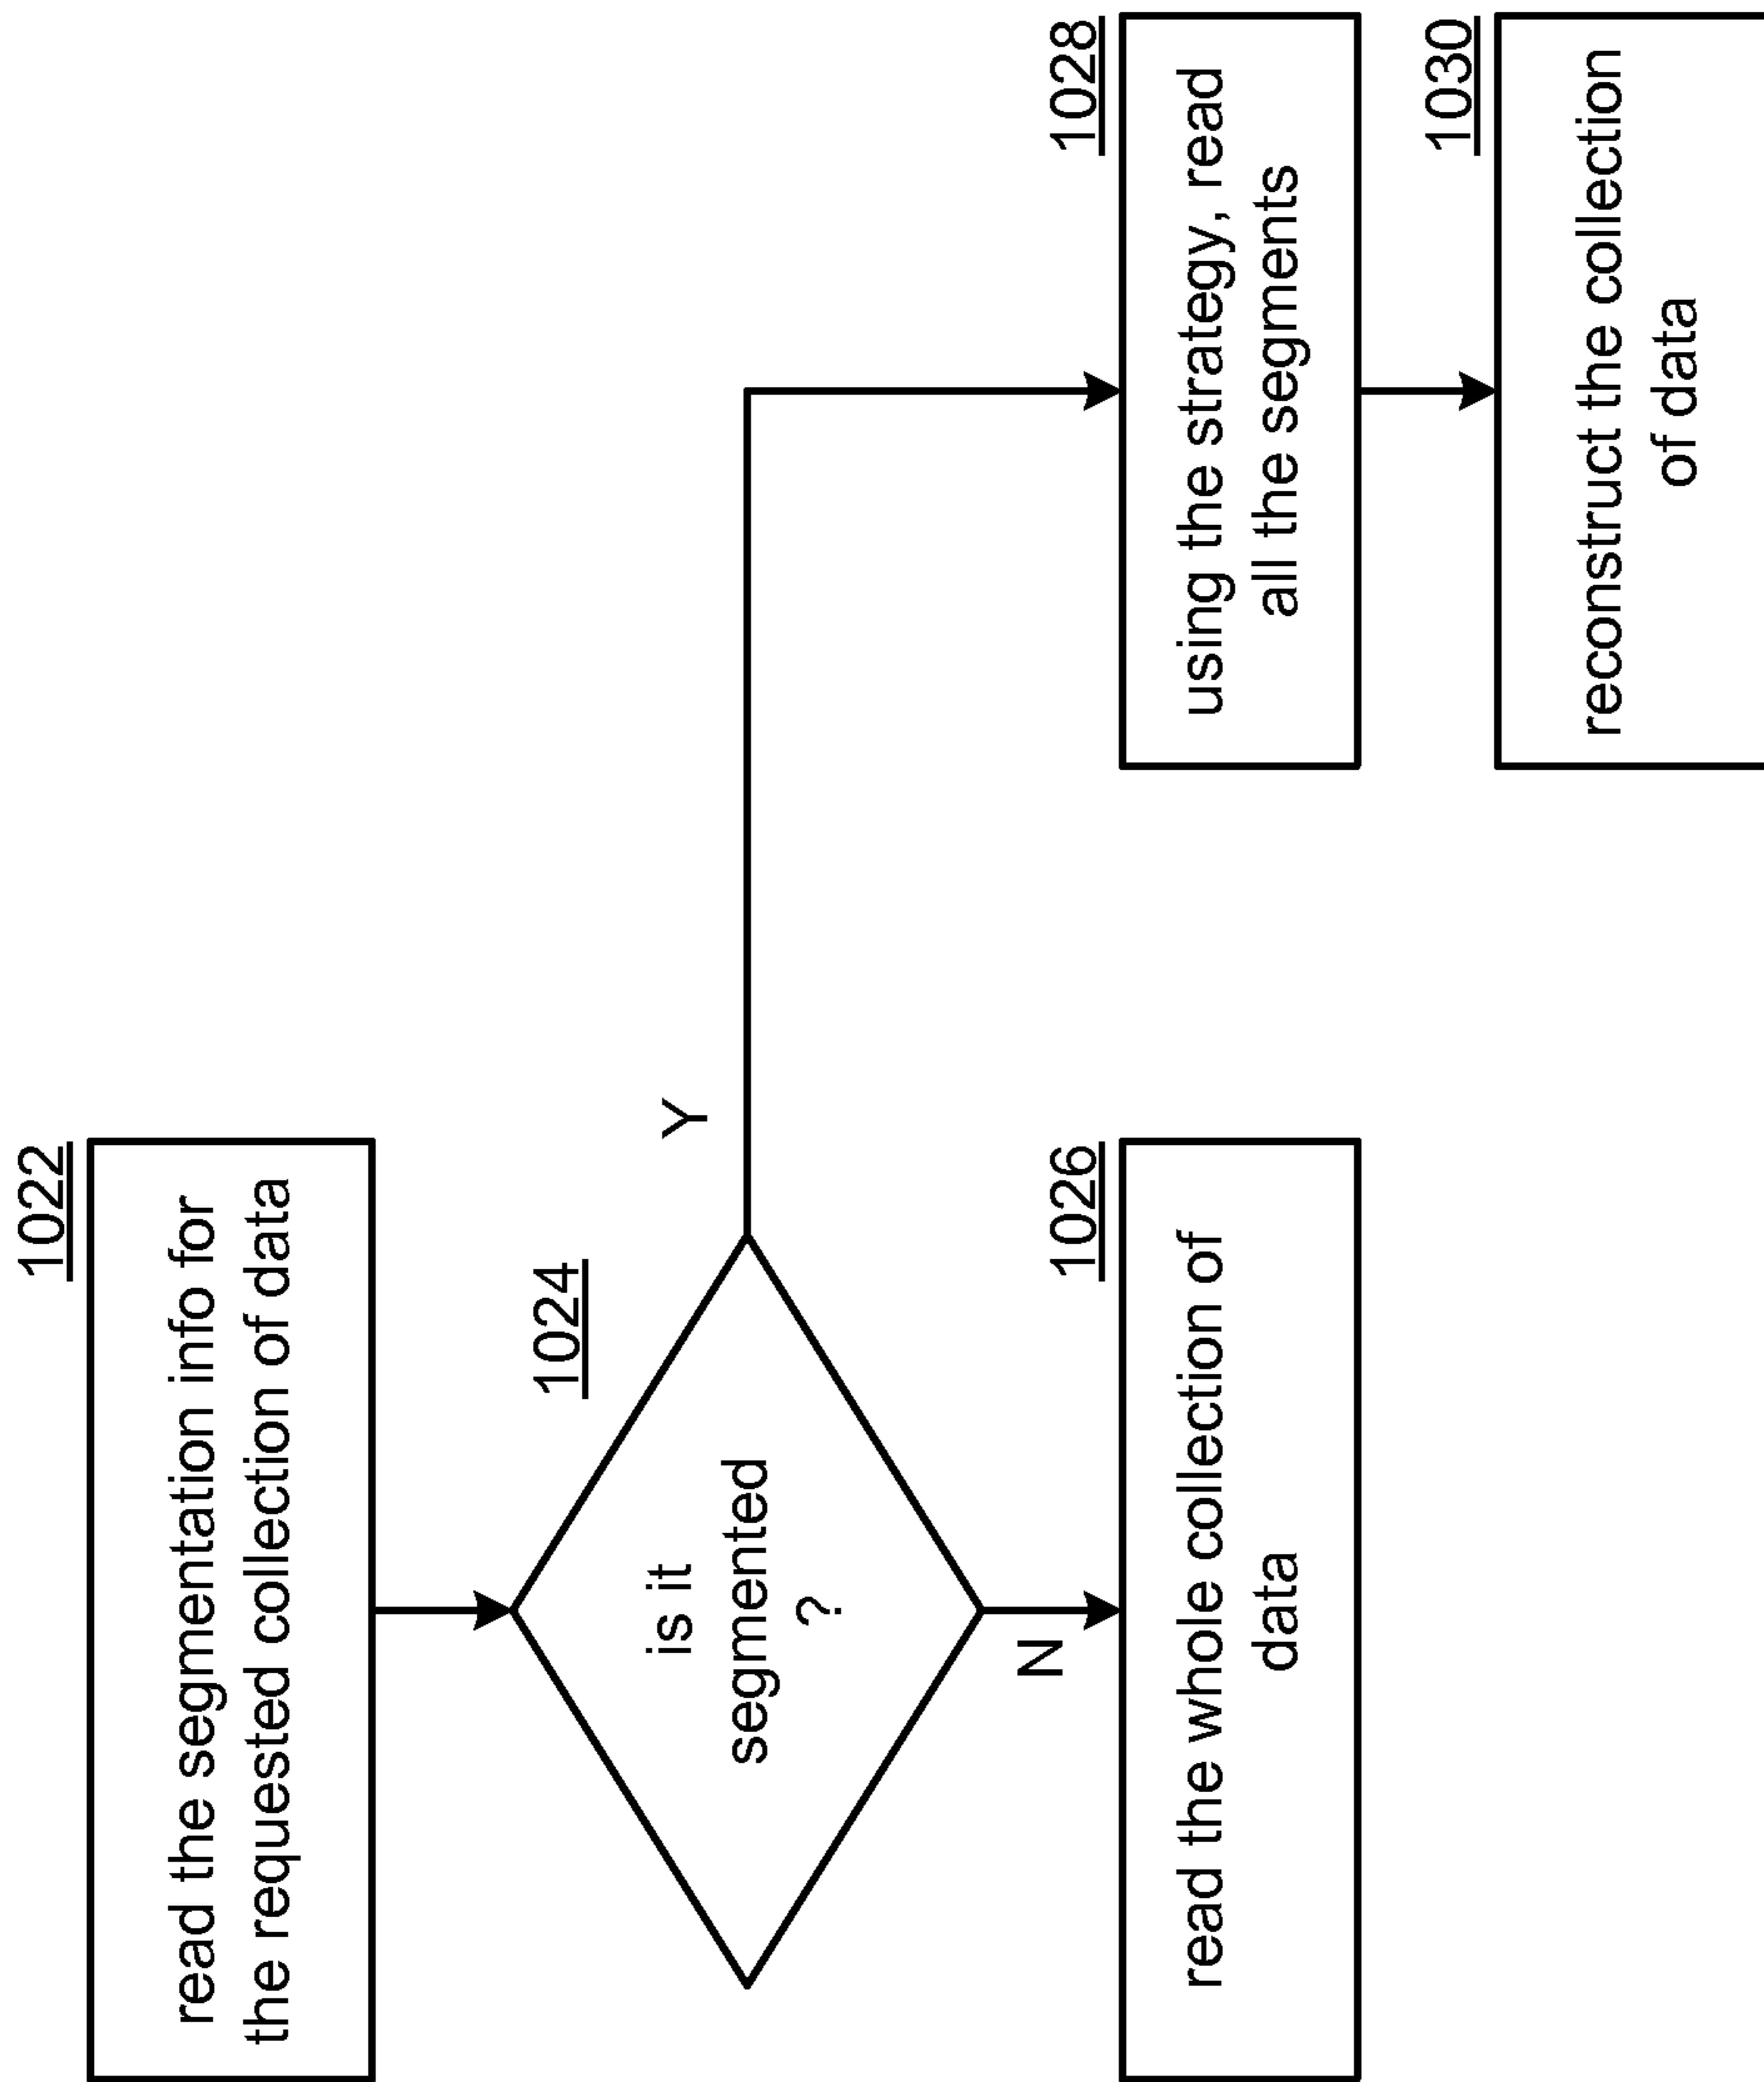 1022
read the segmentation info for
the requested collection of data
1024
is it
segmented
?
Y
N
1026
read the whole collection of
data
1028
using the strategy, read
all the segments
1030
reconstruct the collection
of data